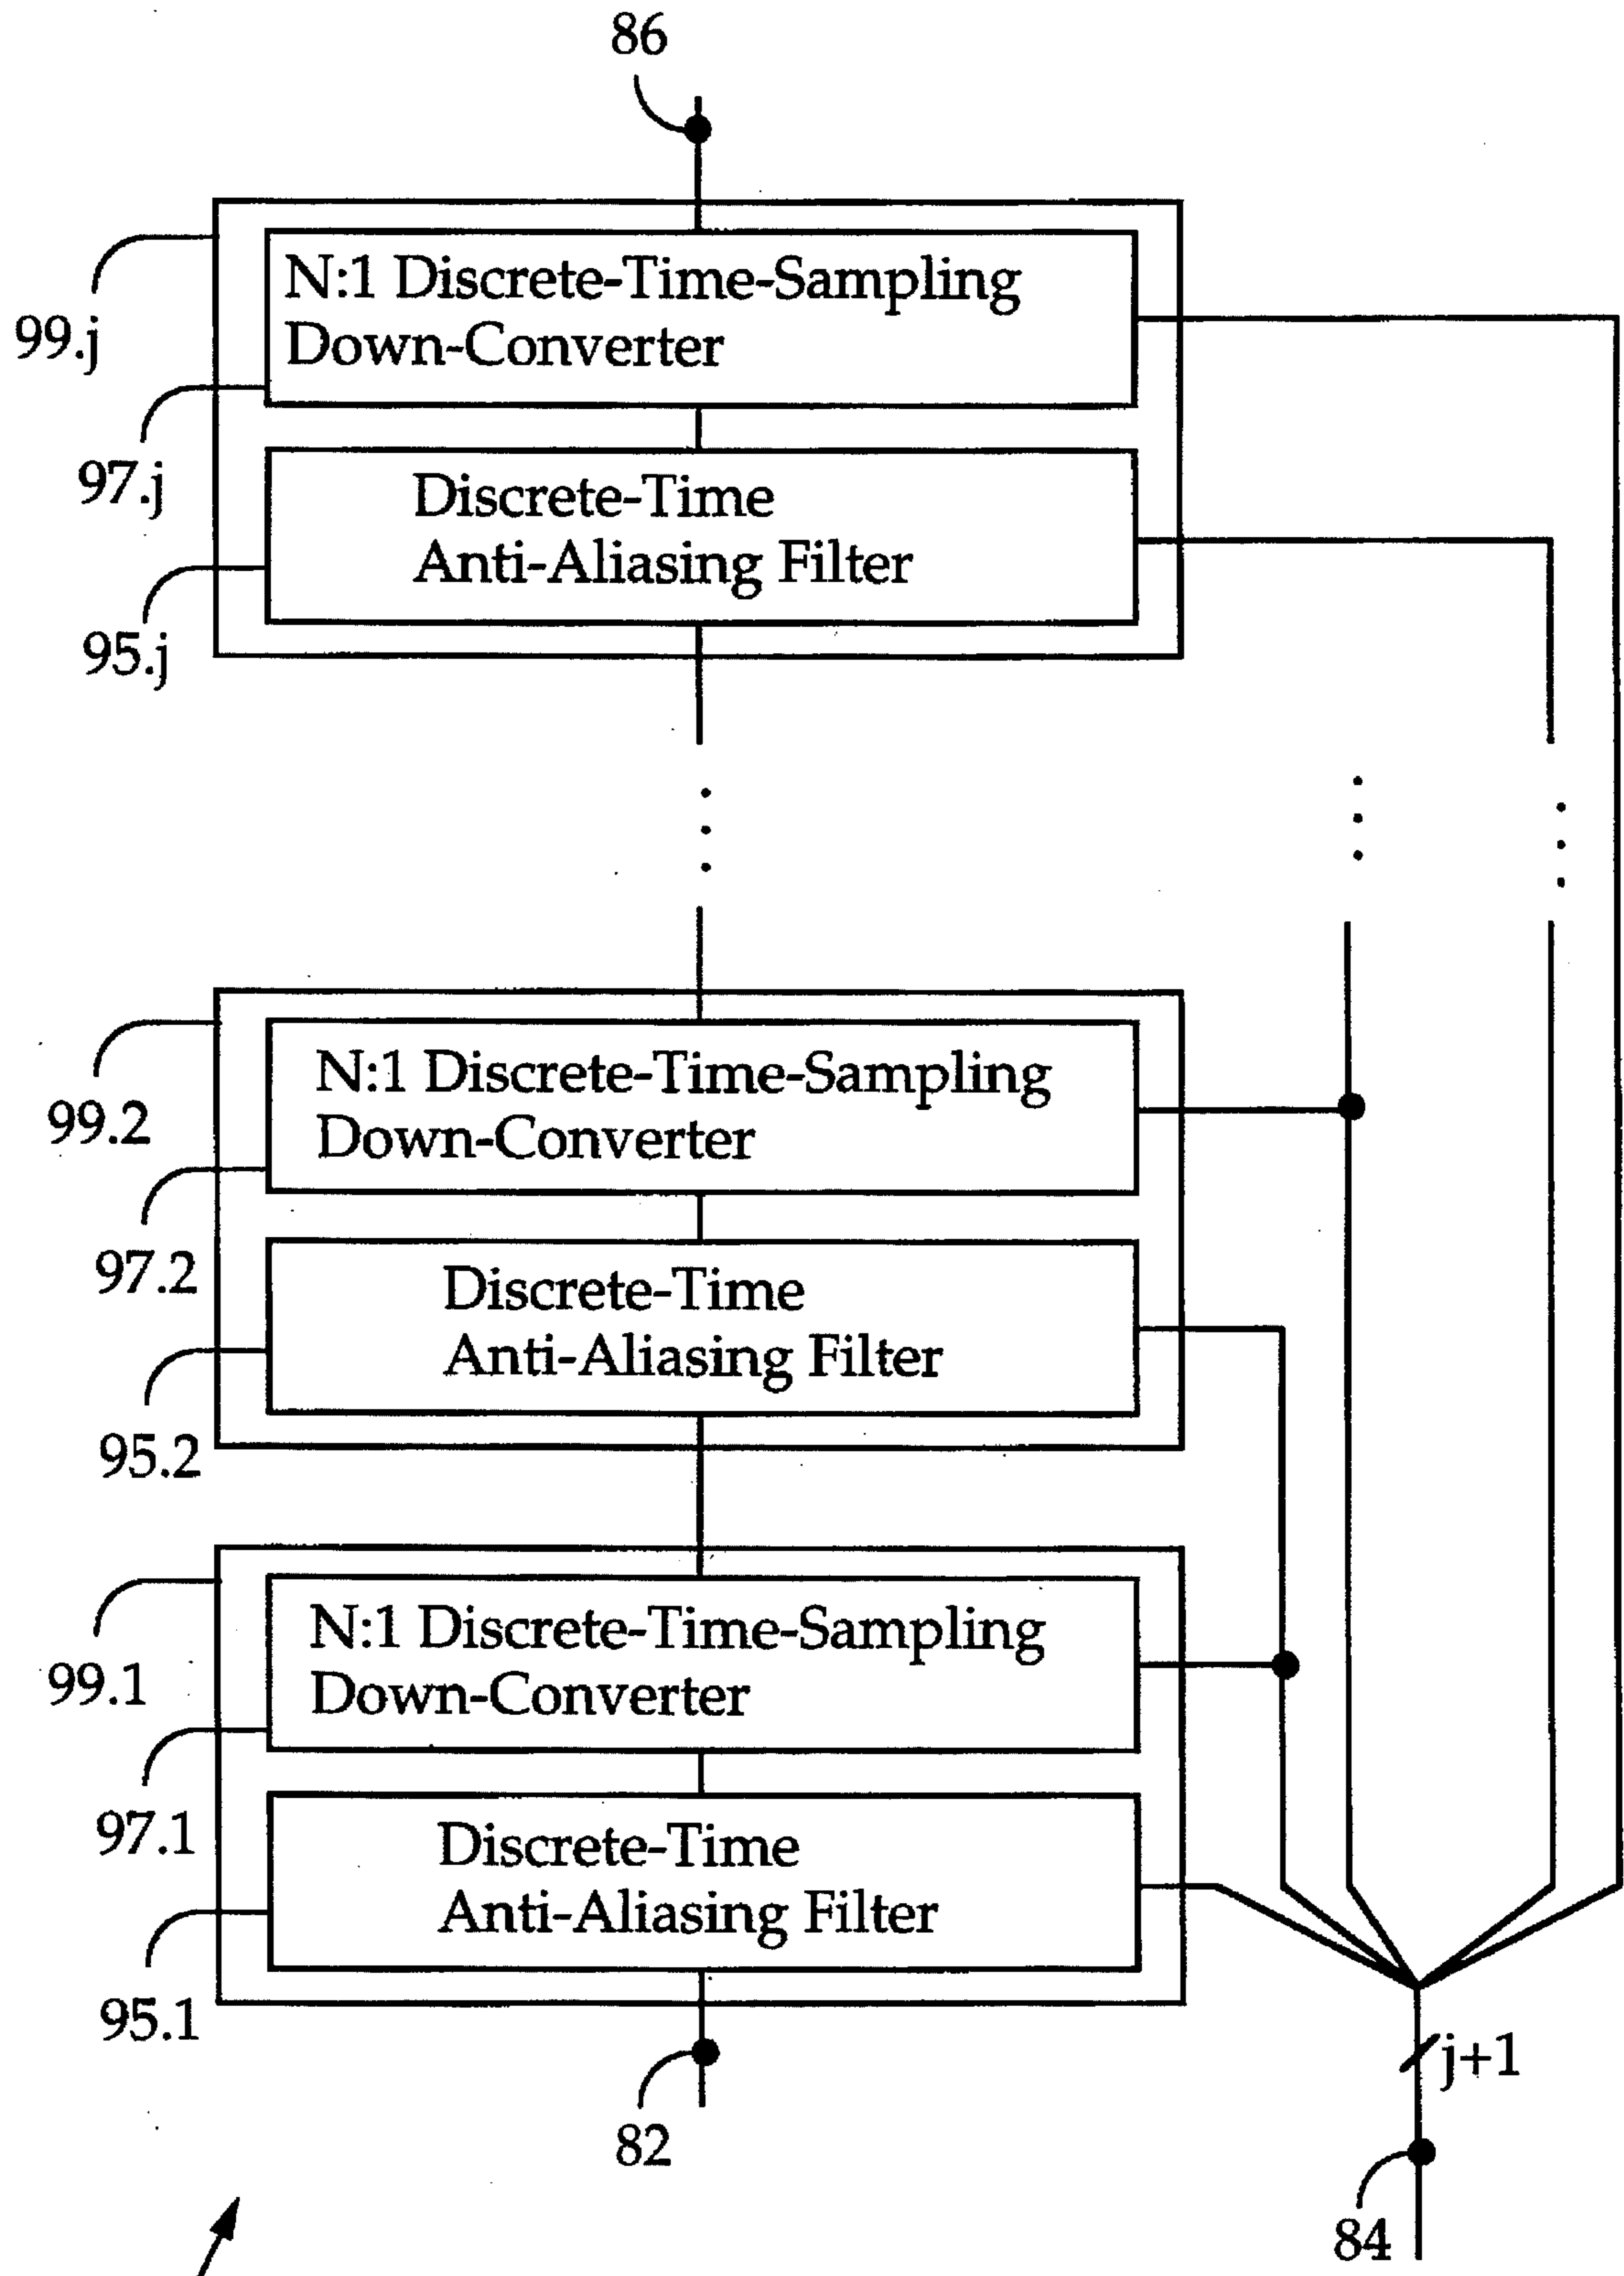 86
N:1 Discrete-Time-Sampling
Down-Converter
99.j
97.j
Discrete-Time
Anti-Aliasing Filter
95.j
N:1 Discrete-Time-Sampling
Down-Converter
99.2
97.2
Discrete-Time
Anti-Aliasing Filter
95.2
N:1 Discrete-Time-Sampling
Down-Converter
99.1
97.1
Discrete-Time
Anti-Aliasing Filter
95.1
j+1
82
84